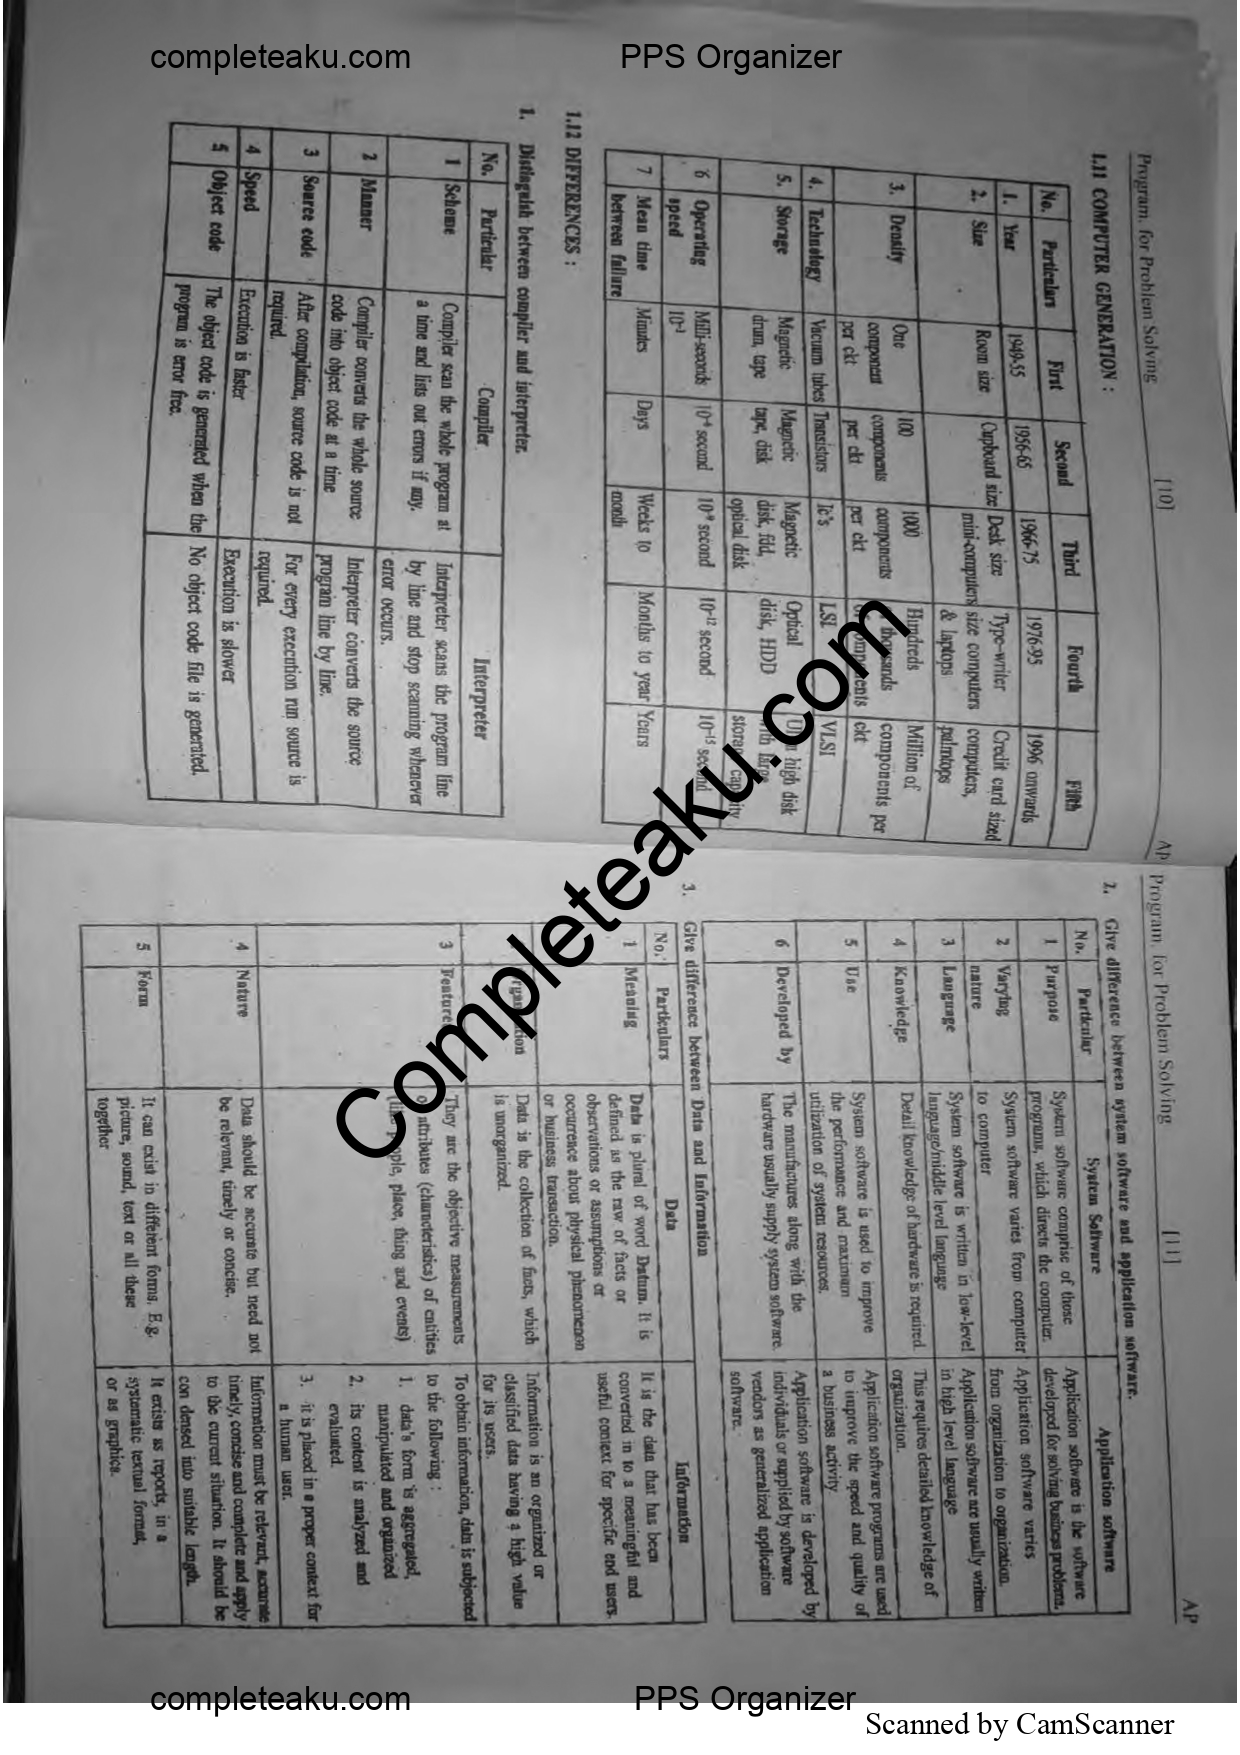 completeaku.com PPS Organizer
Program. for Problem Solving [10] AP
1.11 COMPUTER GENERATION :
No. Particulars First Second Third Fourth Fifth
1. Year 1949-55 1956-65 1966-75 1976-95 1996 onwards
2. Size Room size Cupboard size Desk size Type-writer Credit card sized
mini-computers size computers computers,
& laptops palmtops
3. Density One 100 1000 Hundreds Million of
component components components thousands components per
per ckt per ckt per ckt of components ckt
4. Technology Vacuum tubes Transistors Ic's LSI VLSI
5. Storage Magnetic Magnetic Magnetic Optical Ultra high disk
drum, tape tape, disk disk, fdd, disk, HDD with large
optical disk storage capacity
6 Operating Milli-seconds 10-6 second 10-9 second 10-12 second 10-15 second
speed 10-3
7 Mean time Minutes Days Weeks to Months to year Years
between failure month
1.12 DIFFERENCES :
1. Distinguish between compiler and interpreter.
No. Particular Compiler Interpreter
1 Scheme Compiler scan the whole program at Interpreter scans the program line
a time and lists out errors if any. by line and stop scanning whenever
error occurs.
2 Manner Compiler converts the whole source Interpreter converts the source
code into object code at a time program line by line.
3 Source code After compilation, source code is not For every execution run source is
required. required.
4 Speed Execution is faster Execution is slower
5 Object code The object code is generated when the No object code file is generated.
program is error free.
Program. for Problem Solving [11] AP
2. Give difference between system software and application software.
No. Particular System Software Application software
1 Purpose System software comprise of those Application software is the software
programs, which directs the computer. developed for solving business problems.
2 Varying System software varies from computer Application software varies
nature to computer from organization to organization.
3 Language System software is written in low-level Application software are usually written
language/middle level language in high level language
4 Knowledge Detail knowledge of hardware is required This requires detailed knowledge of
organization.
5 Use System software is used to improve Application software programs are used
the performance and maximum to improve the speed and quality of
utilization of system resources. a business activity
6 Developed by The manufactures along with the Application software is developed by
hardware usually supply system software. individuals or supplied by software
vendors as generalized application
software.
3. Give difference between Data and Information
No. Particulars Data Information
1 Meaning Data is plural of word Datum. It is It is the data that has been
defined as the raw of facts or converted in to a meaningful and
observations or assumptions or useful context for specific end users.
occurrence about physical phenomenon
or business transaction.
Organization Data is the collection of facts, which Information is an organized or
is unorganized. classified data having a high value
for its users.
3 Features They are the objective measurements To obtain information, data is subjected
of attributes (characteristics) of entities to the following :
(like people, place, thing and events) 1. data's form is aggregated,
manipulated and organized
2. its content is analyzed and
evaluated
3. it is placed in a proper context for
a human user.
4 Nature Data should be accurate but need not Information must be relevant, accurate
be relevant, timely or concise. timely, concise and complete and apply
to the current situation. It should be
con densed into suitable length.
5 Form It can exist in different forms. E.g. It exists as reports, in a
picture, sound, text or all these systematic textual format,
together or as graphics.
Completeaku.com
completeaku.com PPS Organizer
Scanned by CamScanner